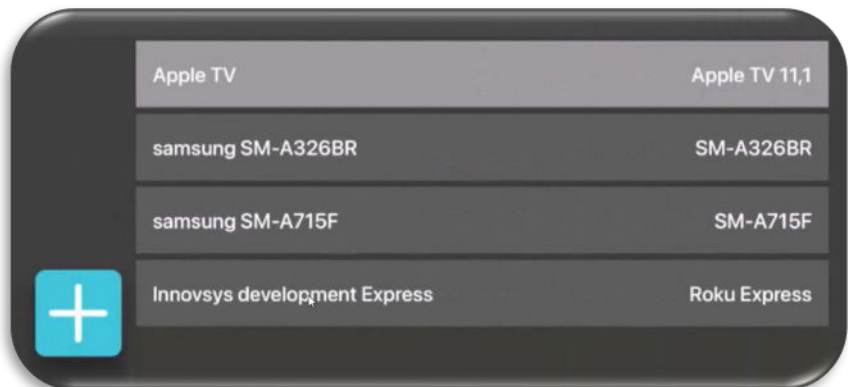 Apple TV Apple TV 11,1
samsung SM-A326BR SM-A326BR
samsung SM-A715F SM-A715F
Innovsys development Express Roku Express